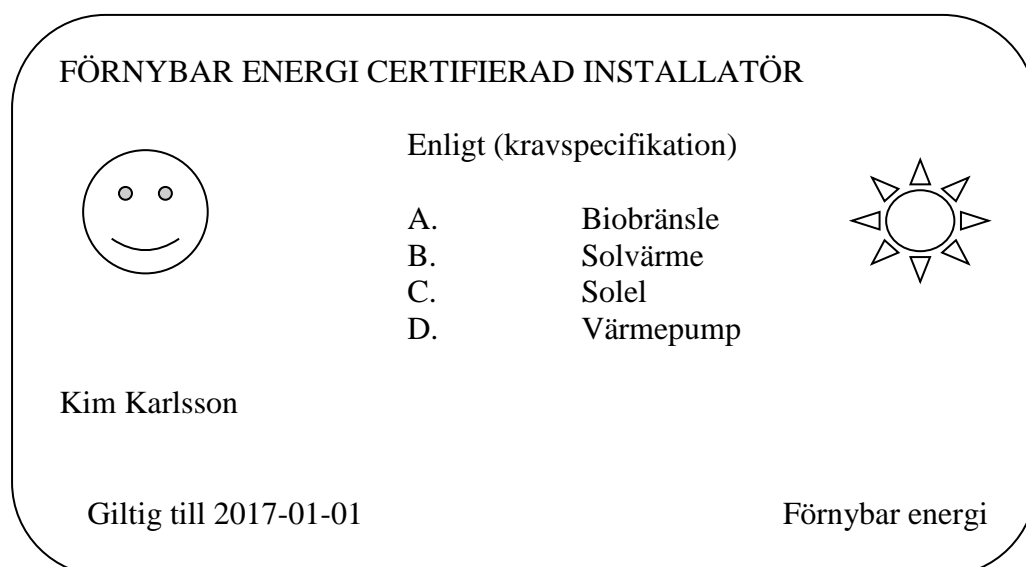 FÖRNYBAR ENERGI CERTIFIERAD INSTALLATÖR
Enligt (kravspecifikation)
A. Biobränsle
B. Solvärme
C. Solel
D. Värmepump
Kim Karlsson
Giltig till 2017-01-01 Förnybar energi